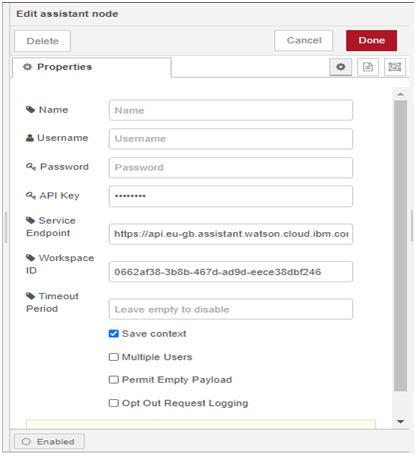 Edit assistant node
Delete
Cancel
Done
Properties
Name
Name
Username
Username
Password
Password
API Key
••••••••
Service
Endpoint
https://api.eu-gb.assistant.watson.cloud.ibm.co
Workspace
ID
0662af38-3b8b-467d-ad9d-eece38dbf246
Timeout
Period
Leave empty to disable
Save context
Multiple Users
Permit Empty Payload
Opt Out Request Logging
Enabled